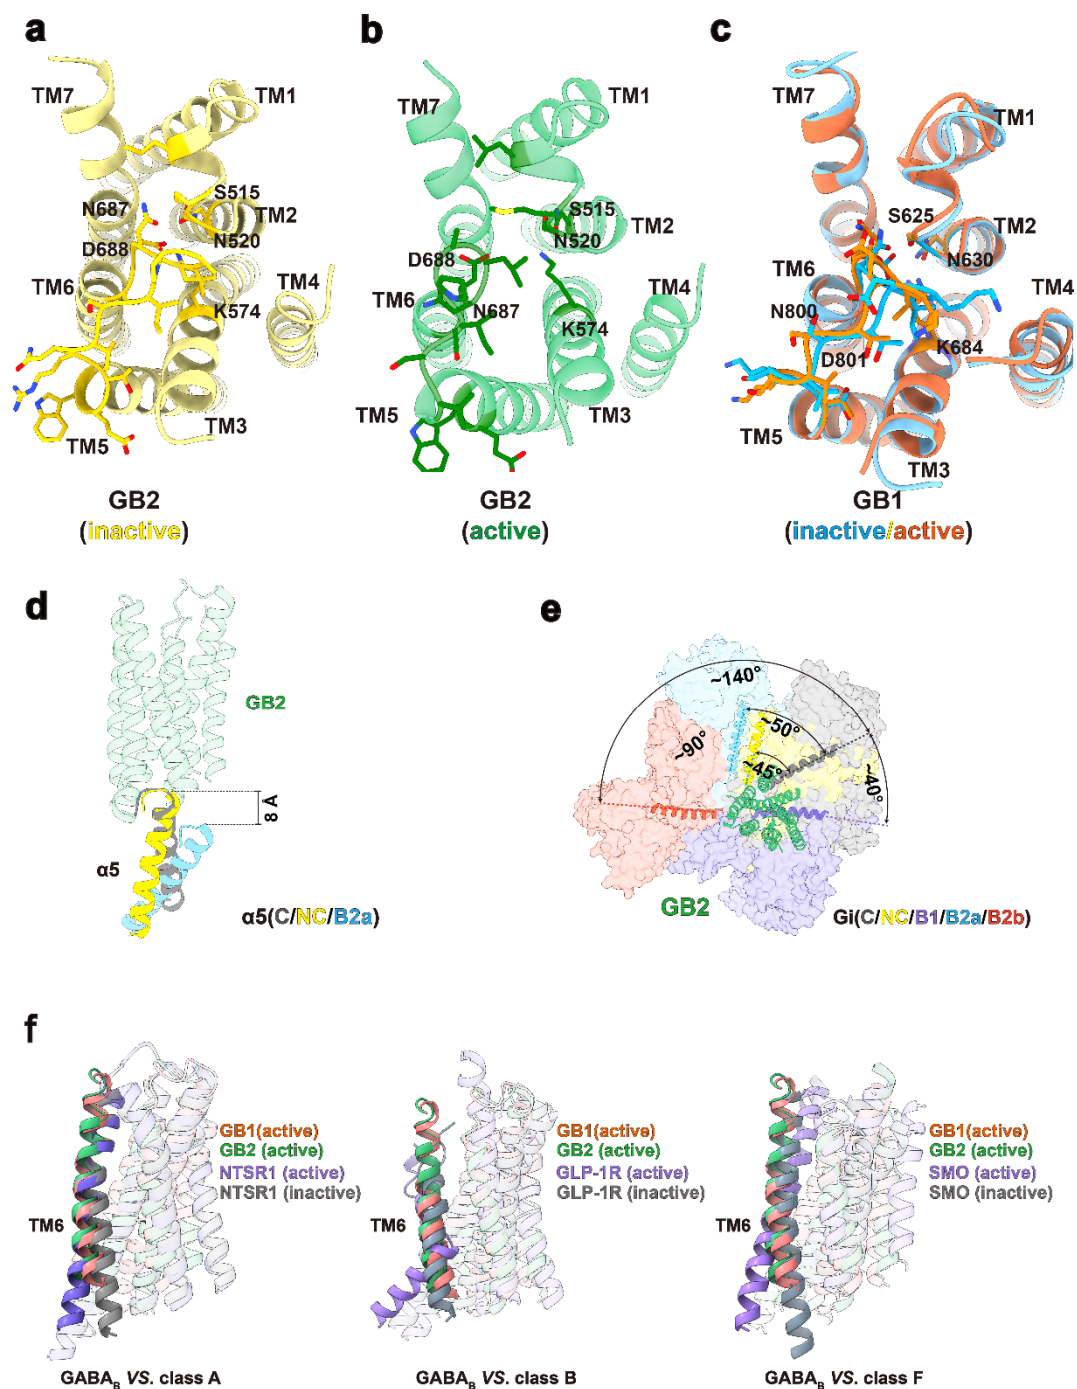 a
TM7
TM1
S515
N687
TM2
N520
D688
TM6
TM4
K574
TM3
TM5
GB2
(inactive)
b
TM7
TM1
S515
TM2
N520
D688
TM6
TM4
N687
K574
TM5
TM3
GB2
(active)
c
TM7
TM1
S625
TM2
N630
TM6
TM4
N800
K684
D801
TM5
TM3
GB1
(inactive/active)
d
GB2
8 Å
α5
α5(C/NC/B2a)
e
~140°
~50°
~90°
~45°
~40°
GB2
Gi(C/NC/B1/B2a/B2b)
f
GB1(active)
GB2 (active)
NTSR1 (active)
NTSR1 (inactive)
TM6
GABAB VS. class A
GB1(active)
GB2 (active)
GLP-1R (active)
GLP-1R (inactive)
TM6
GABAB VS. class B
GB1(active)
GB2 (active)
SMO (active)
SMO (inactive)
TM6
GABAB VS. class F